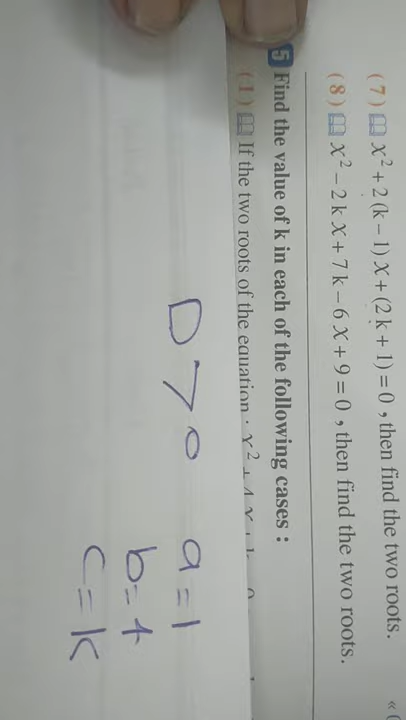 (7) x² + 2 (k – 1) x + (2 k + 1) = 0 , then find the two roots.
(8) x² – 2 k x + 7 k – 6 x + 9 = 0 , then find the two roots.
5 Find the value of k in each of the following cases :
(1) If the two roots of the equation : x² + 4 x
D > 0
a = 1
b = 4
c = k